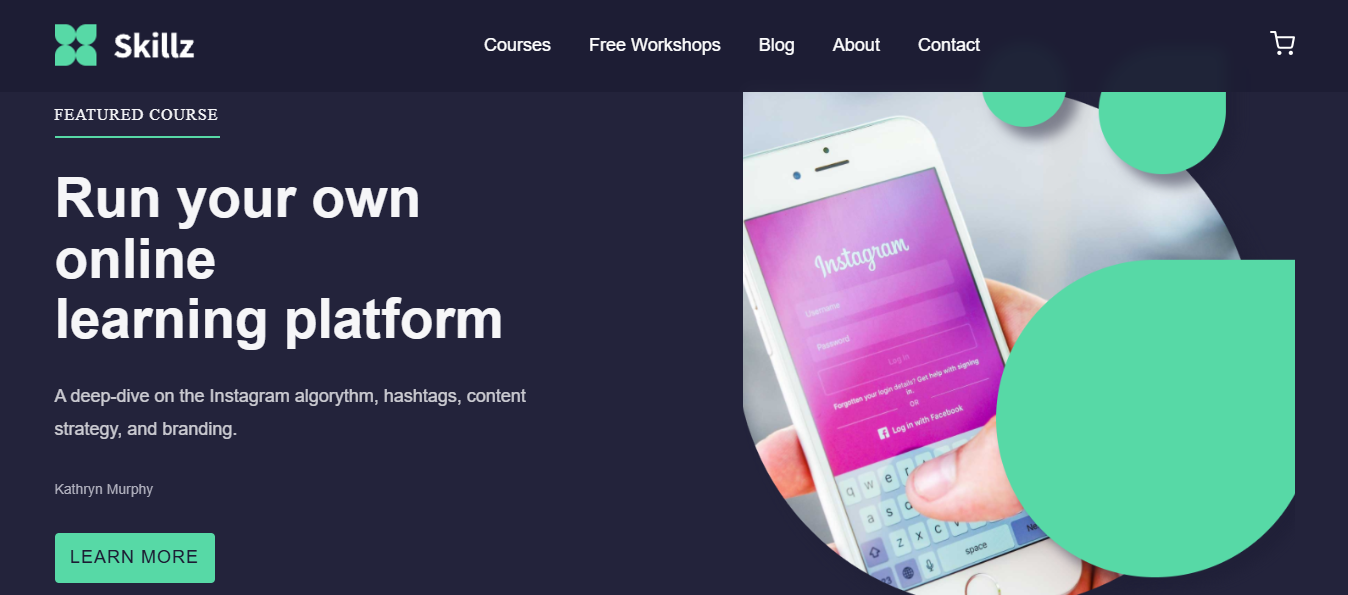 Skillz
Courses Free Workshops Blog About Contact
FEATURED COURSE
Run your own
online
learning platform
A deep-dive on the Instagram algorythm, hashtags, content
strategy, and branding.
Kathryn Murphy
LEARN MORE
Instagram
Username
Password
Log in
Forgotten your login details? Get help with signing
in.
OR
Log in with Facebook
q w e r
a s
z x c v
123 space